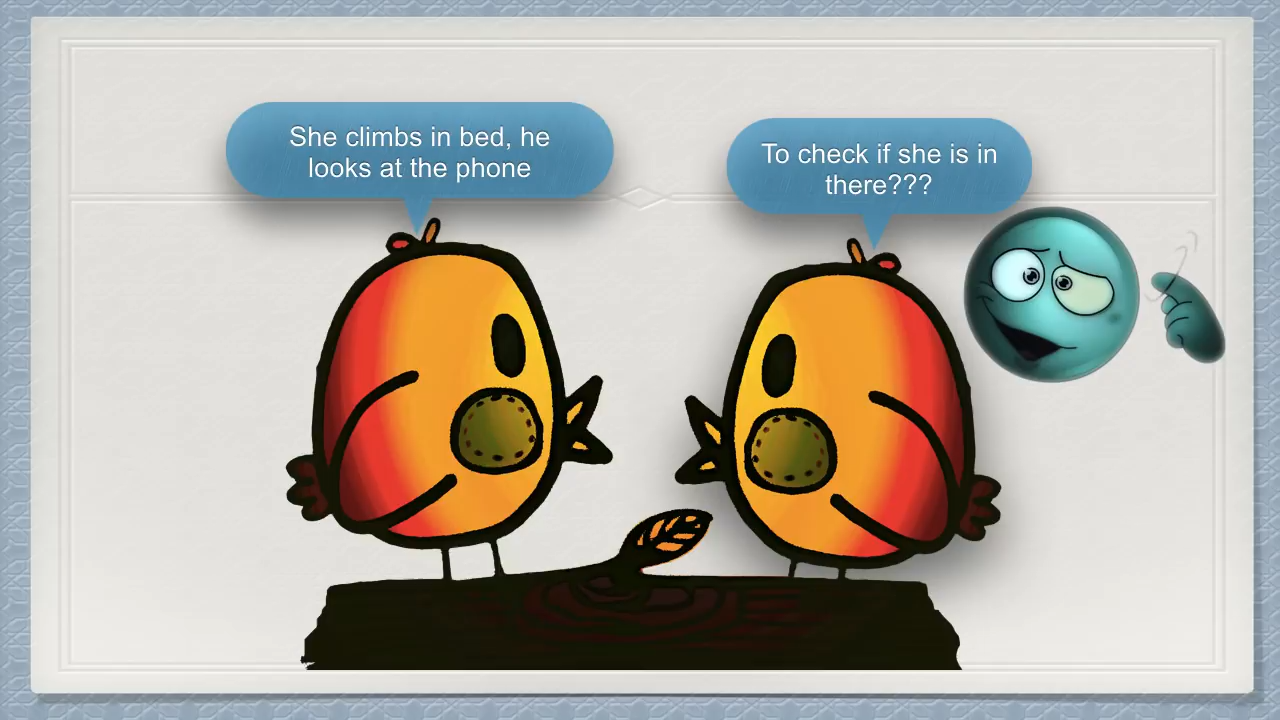 She climbs in bed, he
looks at the phone
To check if she is in
there???